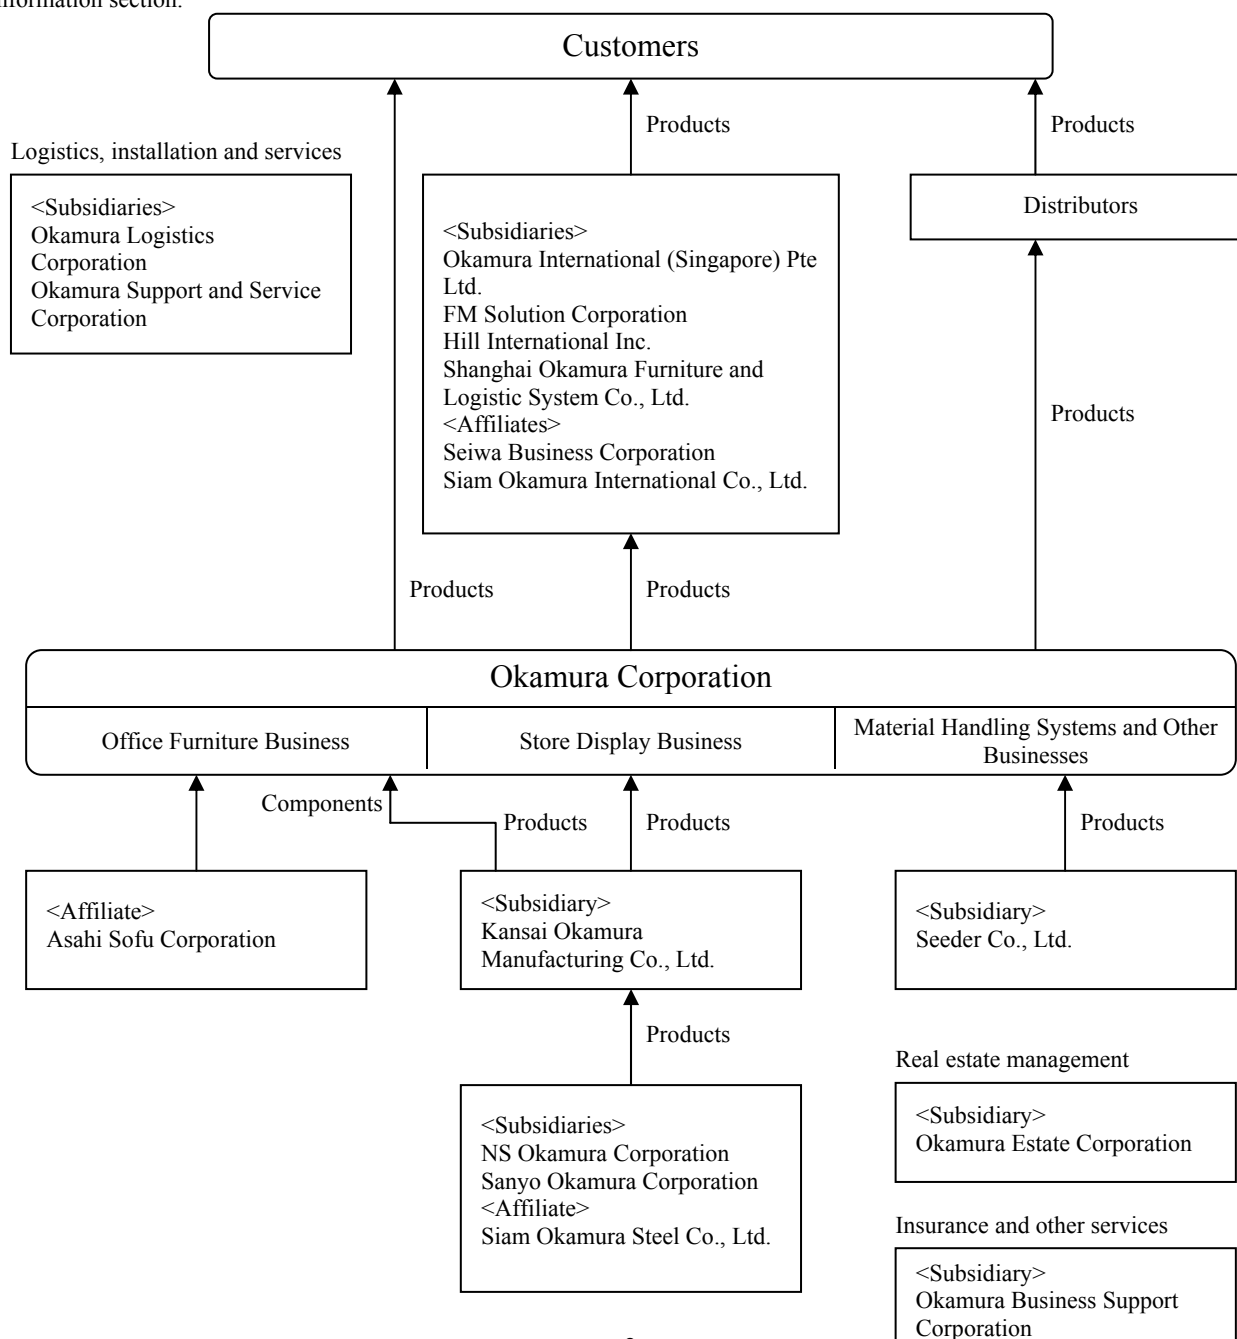 nformation section.
Customers
Products
Products
Logistics, installation and services
<Subsidiaries>
Okamura Logistics
Corporation
Okamura Support and Service
Corporation
<Subsidiaries>
Okamura International (Singapore) Pte
Ltd.
FM Solution Corporation
Hill International Inc.
Shanghai Okamura Furniture and
Logistic System Co., Ltd.
<Affiliates>
Seiwa Business Corporation
Siam Okamura International Co., Ltd.
Distributors
Products
Products
Products
Okamura Corporation
Office Furniture Business
Store Display Business
Material Handling Systems and Other
Businesses
Components
Products
Products
Products
<Affiliate>
Asahi Sofu Corporation
<Subsidiary>
Kansai Okamura
Manufacturing Co., Ltd.
<Subsidiary>
Seeder Co., Ltd.
Products
<Subsidiaries>
NS Okamura Corporation
Sanyo Okamura Corporation
<Affiliate>
Siam Okamura Steel Co., Ltd.
Real estate management
<Subsidiary>
Okamura Estate Corporation
Insurance and other services
<Subsidiary>
Okamura Business Support
Corporation